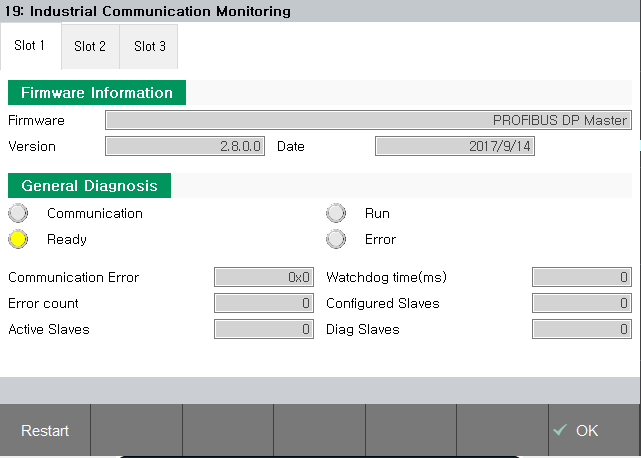 19: Industrial Communication Monitoring
Slot 1 Slot 2 Slot 3
Firmware Information
Firmware PROFIBUS DP Master
Version 2.8.0.0 Date 2017/9/14
General Diagnosis
Communication Run
Ready Error
Communication Error 0x0 Watchdog time(ms) 0
Error count 0 Configured Slaves 0
Active Slaves 0 Diag Slaves 0
Restart OK